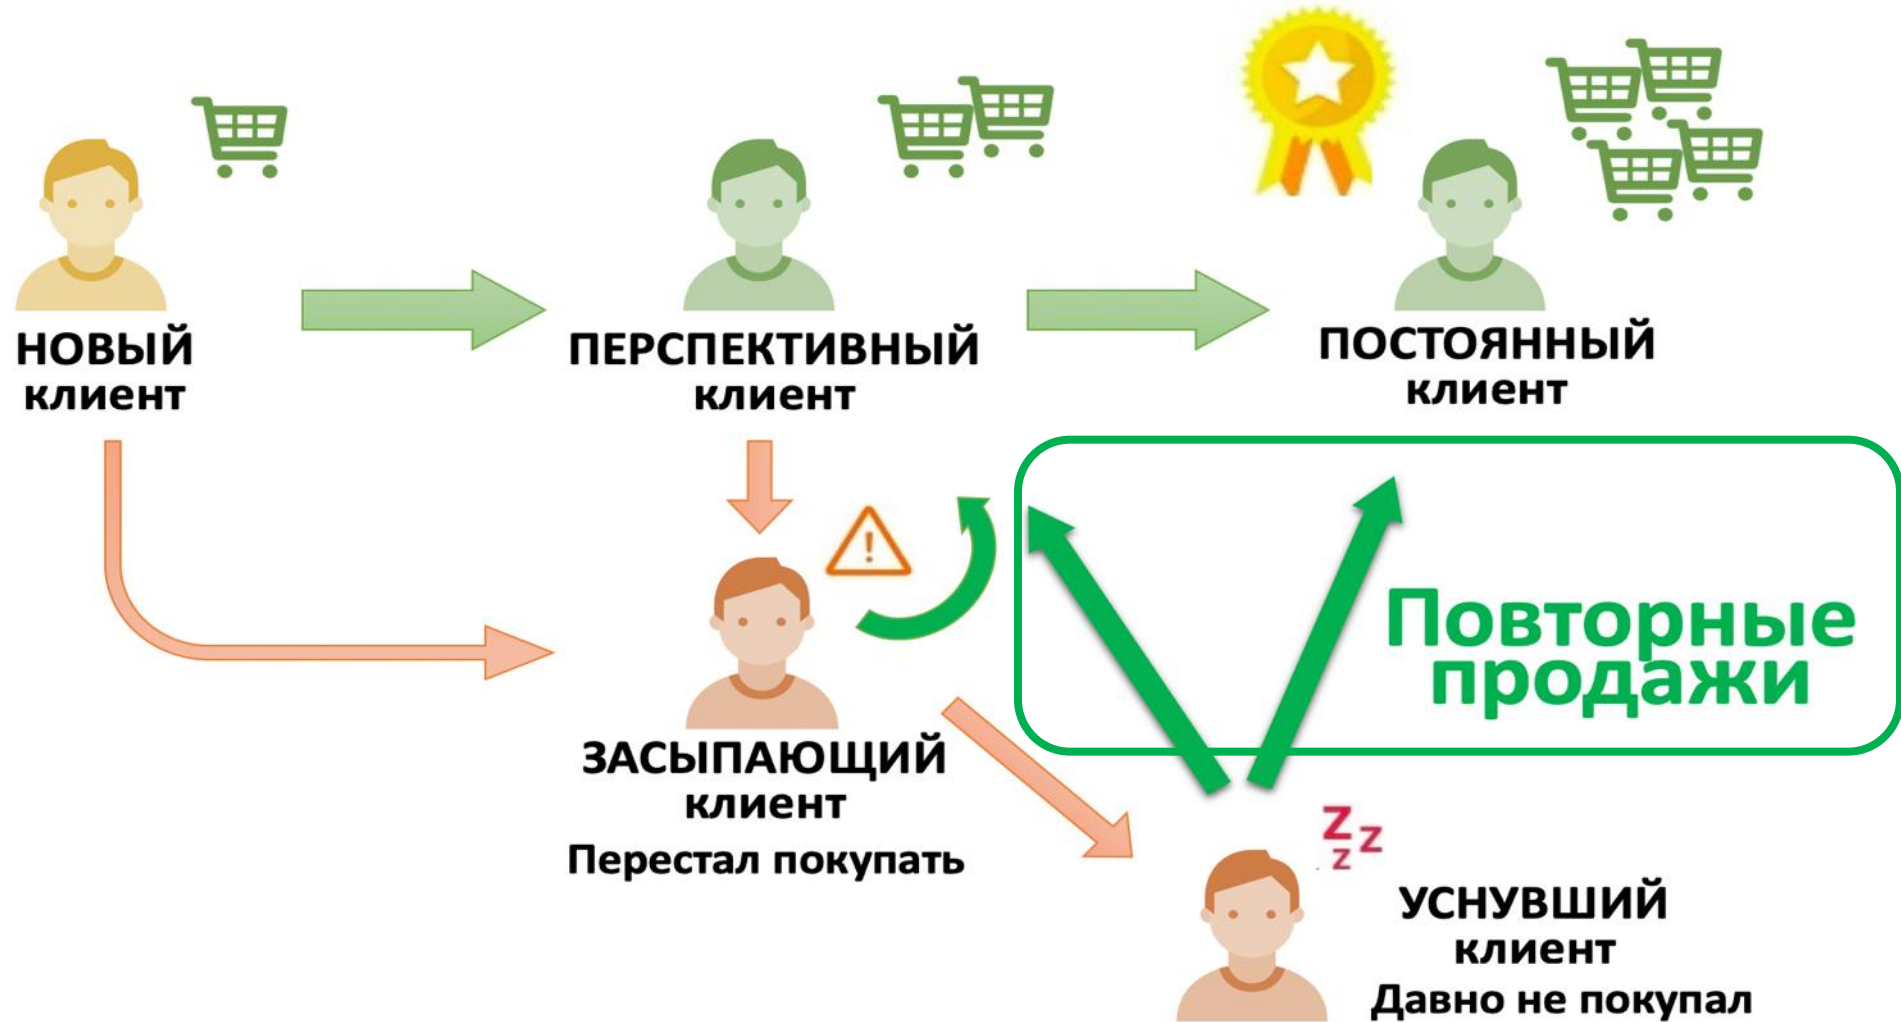 НОВЫЙ
клиент
ПЕРСПЕКТИВНЫЙ
клиент
ПОСТОЯННЫЙ
клиент
!
Повторные
продажи
ЗАСЫПАЮЩИЙ
клиент
Перестал покупать
Z z
z
УСНУВШИЙ
клиент
Давно не покупал